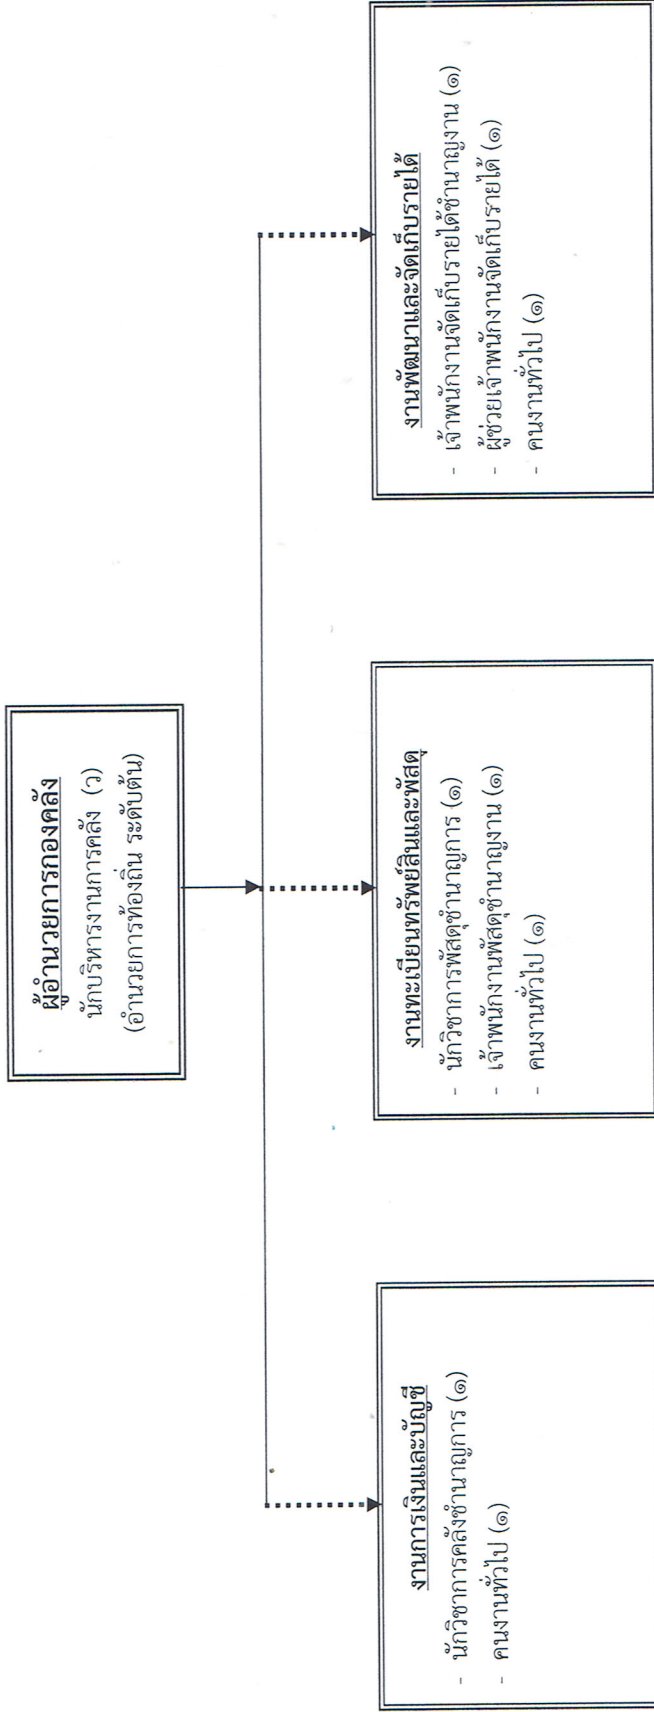 ผู้อำนวยการกองคลัง
นักบริหารงานการคลัง (ว)
(อำนวยการท้องถิ่น ระดับต้น)
งานการเงินและบัญชี
- นักวิชาการคลังชำนาญการ (๑)
- คนงานทั่วไป (๑)
งานทะเบียนทรัพย์สินและพัสดุ
- นักวิชาการพัสดุชำนาญการ (๑)
- เจ้าพนักงานพัสดุชำนาญงาน (๑)
- คนงานทั่วไป (๑)
งานพัฒนาและจัดเก็บรายได้
- เจ้าพนักงานจัดเก็บรายได้ชำนาญงาน (๑)
- ผู้ช่วยเจ้าพนักงานจัดเก็บรายได้ (๑)
- คนงานทั่วไป (๑)